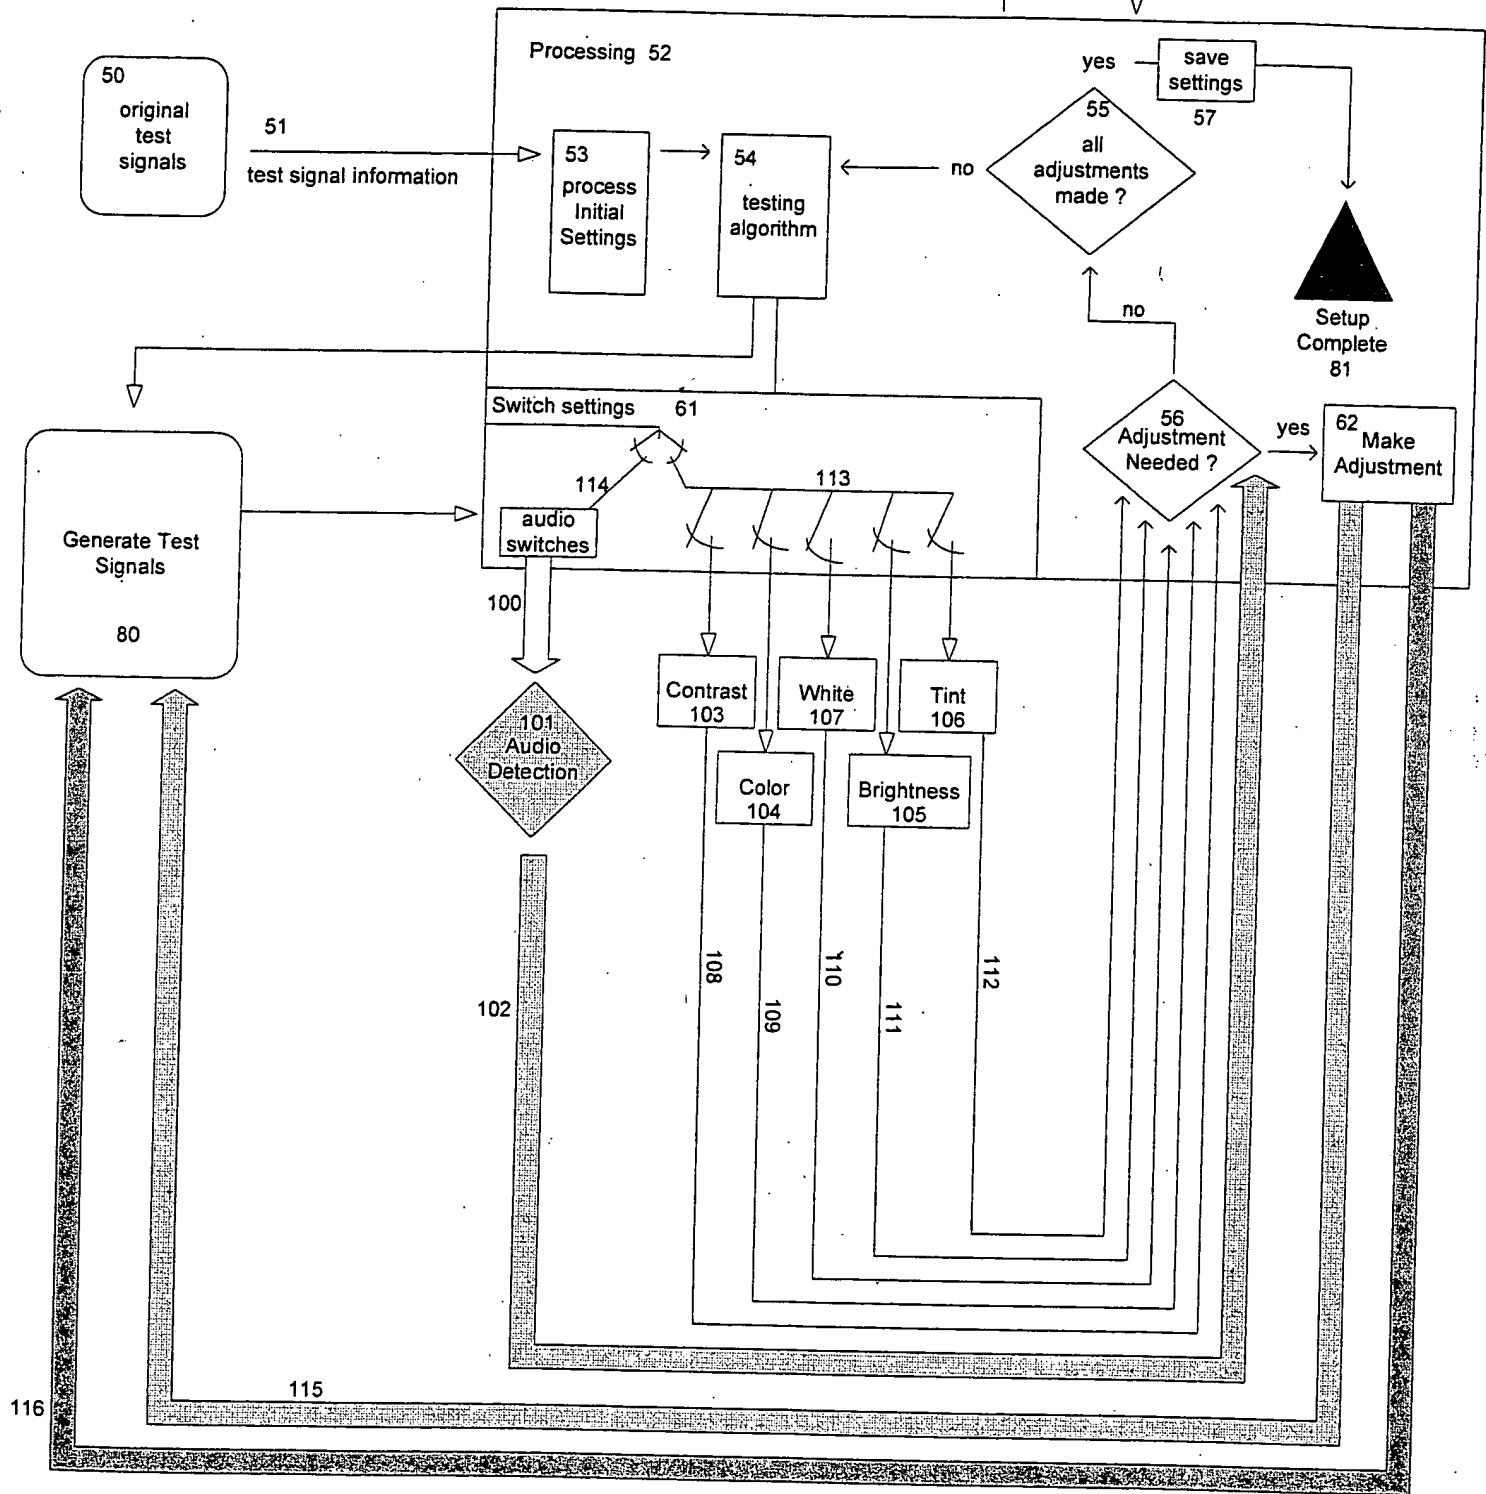 Processing 52
50
original
test
signals
51
test signal information
53
process
Initial
Settings
54
testing
algorithm
no
55
all
adjustments
made ?
yes
save
settings
57
Setup
Complete
81
no
56
Adjustment
Needed ?
yes
62
Make
Adjustment
Switch settings 61
114
113
audio
switches
Generate Test
Signals
80
100
101
Audio
Detection
Contrast
103
White
107
Tint
106
Color
104
Brightness
105
102
108
109
110
111
112
115
116